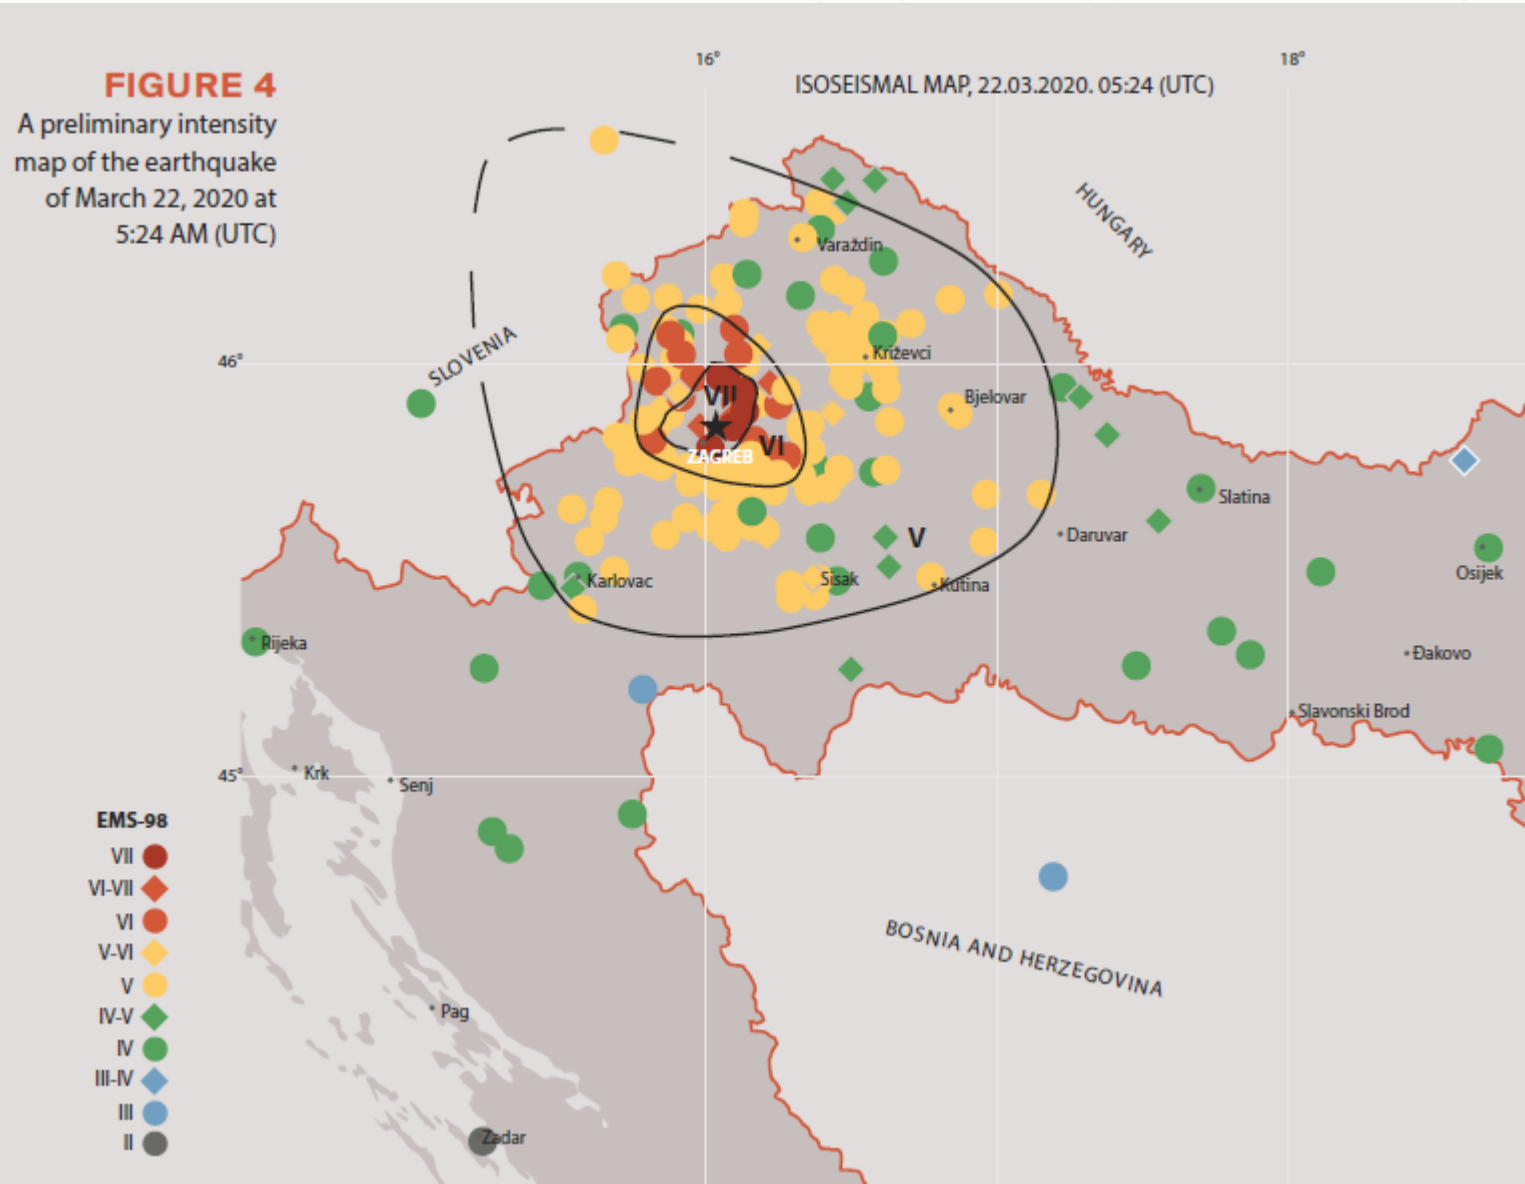 FIGURE 4
A preliminary intensity
map of the earthquake
of March 22, 2020 at
5:24 AM (UTC)
16°
18°
ISOSEISMAL MAP, 22.03.2020. 05:24 (UTC)
HUNGARY
Varaždin
SLOVENIA
46°
Križevci
VII
Bjelovar
VI
ZAGREB
Slatina
V
Daruvar
Osijek
Karlovac
Sisak
Kutina
Rijeka
Đakovo
Slavonski Brod
45°
Krk
Senj
EMS-98
VII
VI-VII
VI
V-VI
V
IV-V
IV
III-IV
III
II
BOSNIA AND HERZEGOVINA
Pag
Zadar